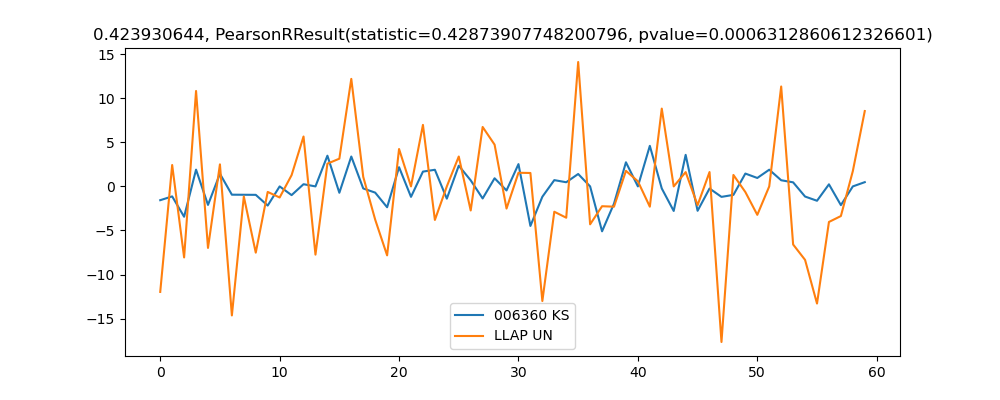 0.423930644, PearsonRResult(statistic=0.42873907748200796, pvalue=0.0006312860612326601)
15
10
5
0
−5
−10
−15
006360 KS
LLAP UN
0 10 20 30 40 50 60